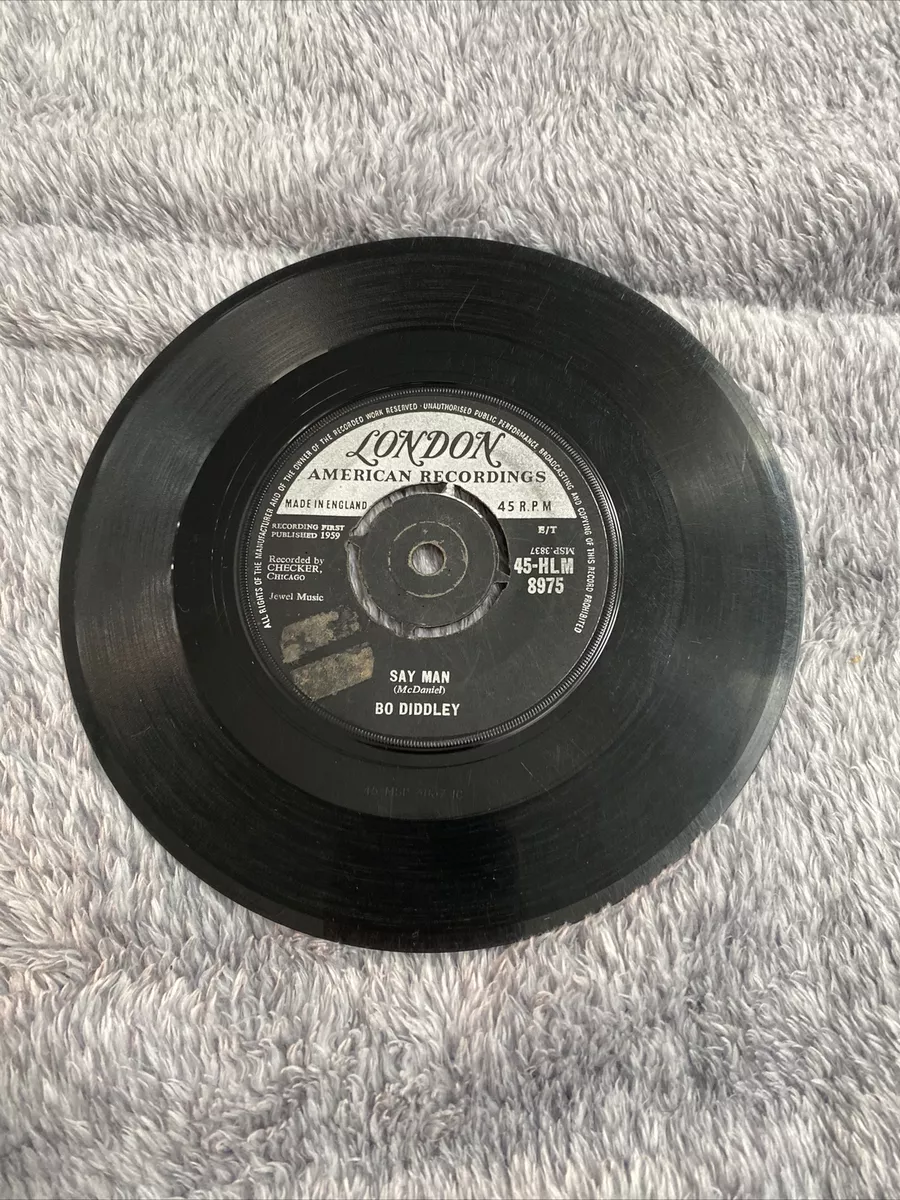 ALL RIGHTS OF THE MANUFACTURER AND OF THE OWNER OF THE RECORDED WORK RESERVED · UNAUTHORISED PUBLIC PERFORMANCE BROADCASTING AND COPYING OF THIS RECORD PROHIBITED
LONDON
AMERICAN RECORDINGS
MADE IN ENGLAND
45 R.P.M
RECORDING FIRST
PUBLISHED 1959
E/T
MSP.3837
Recorded by
CHECKER,
CHICAGO
45-HLM
8975
Jewel Music
SAY MAN
(McDaniel)
BO DIDDLEY